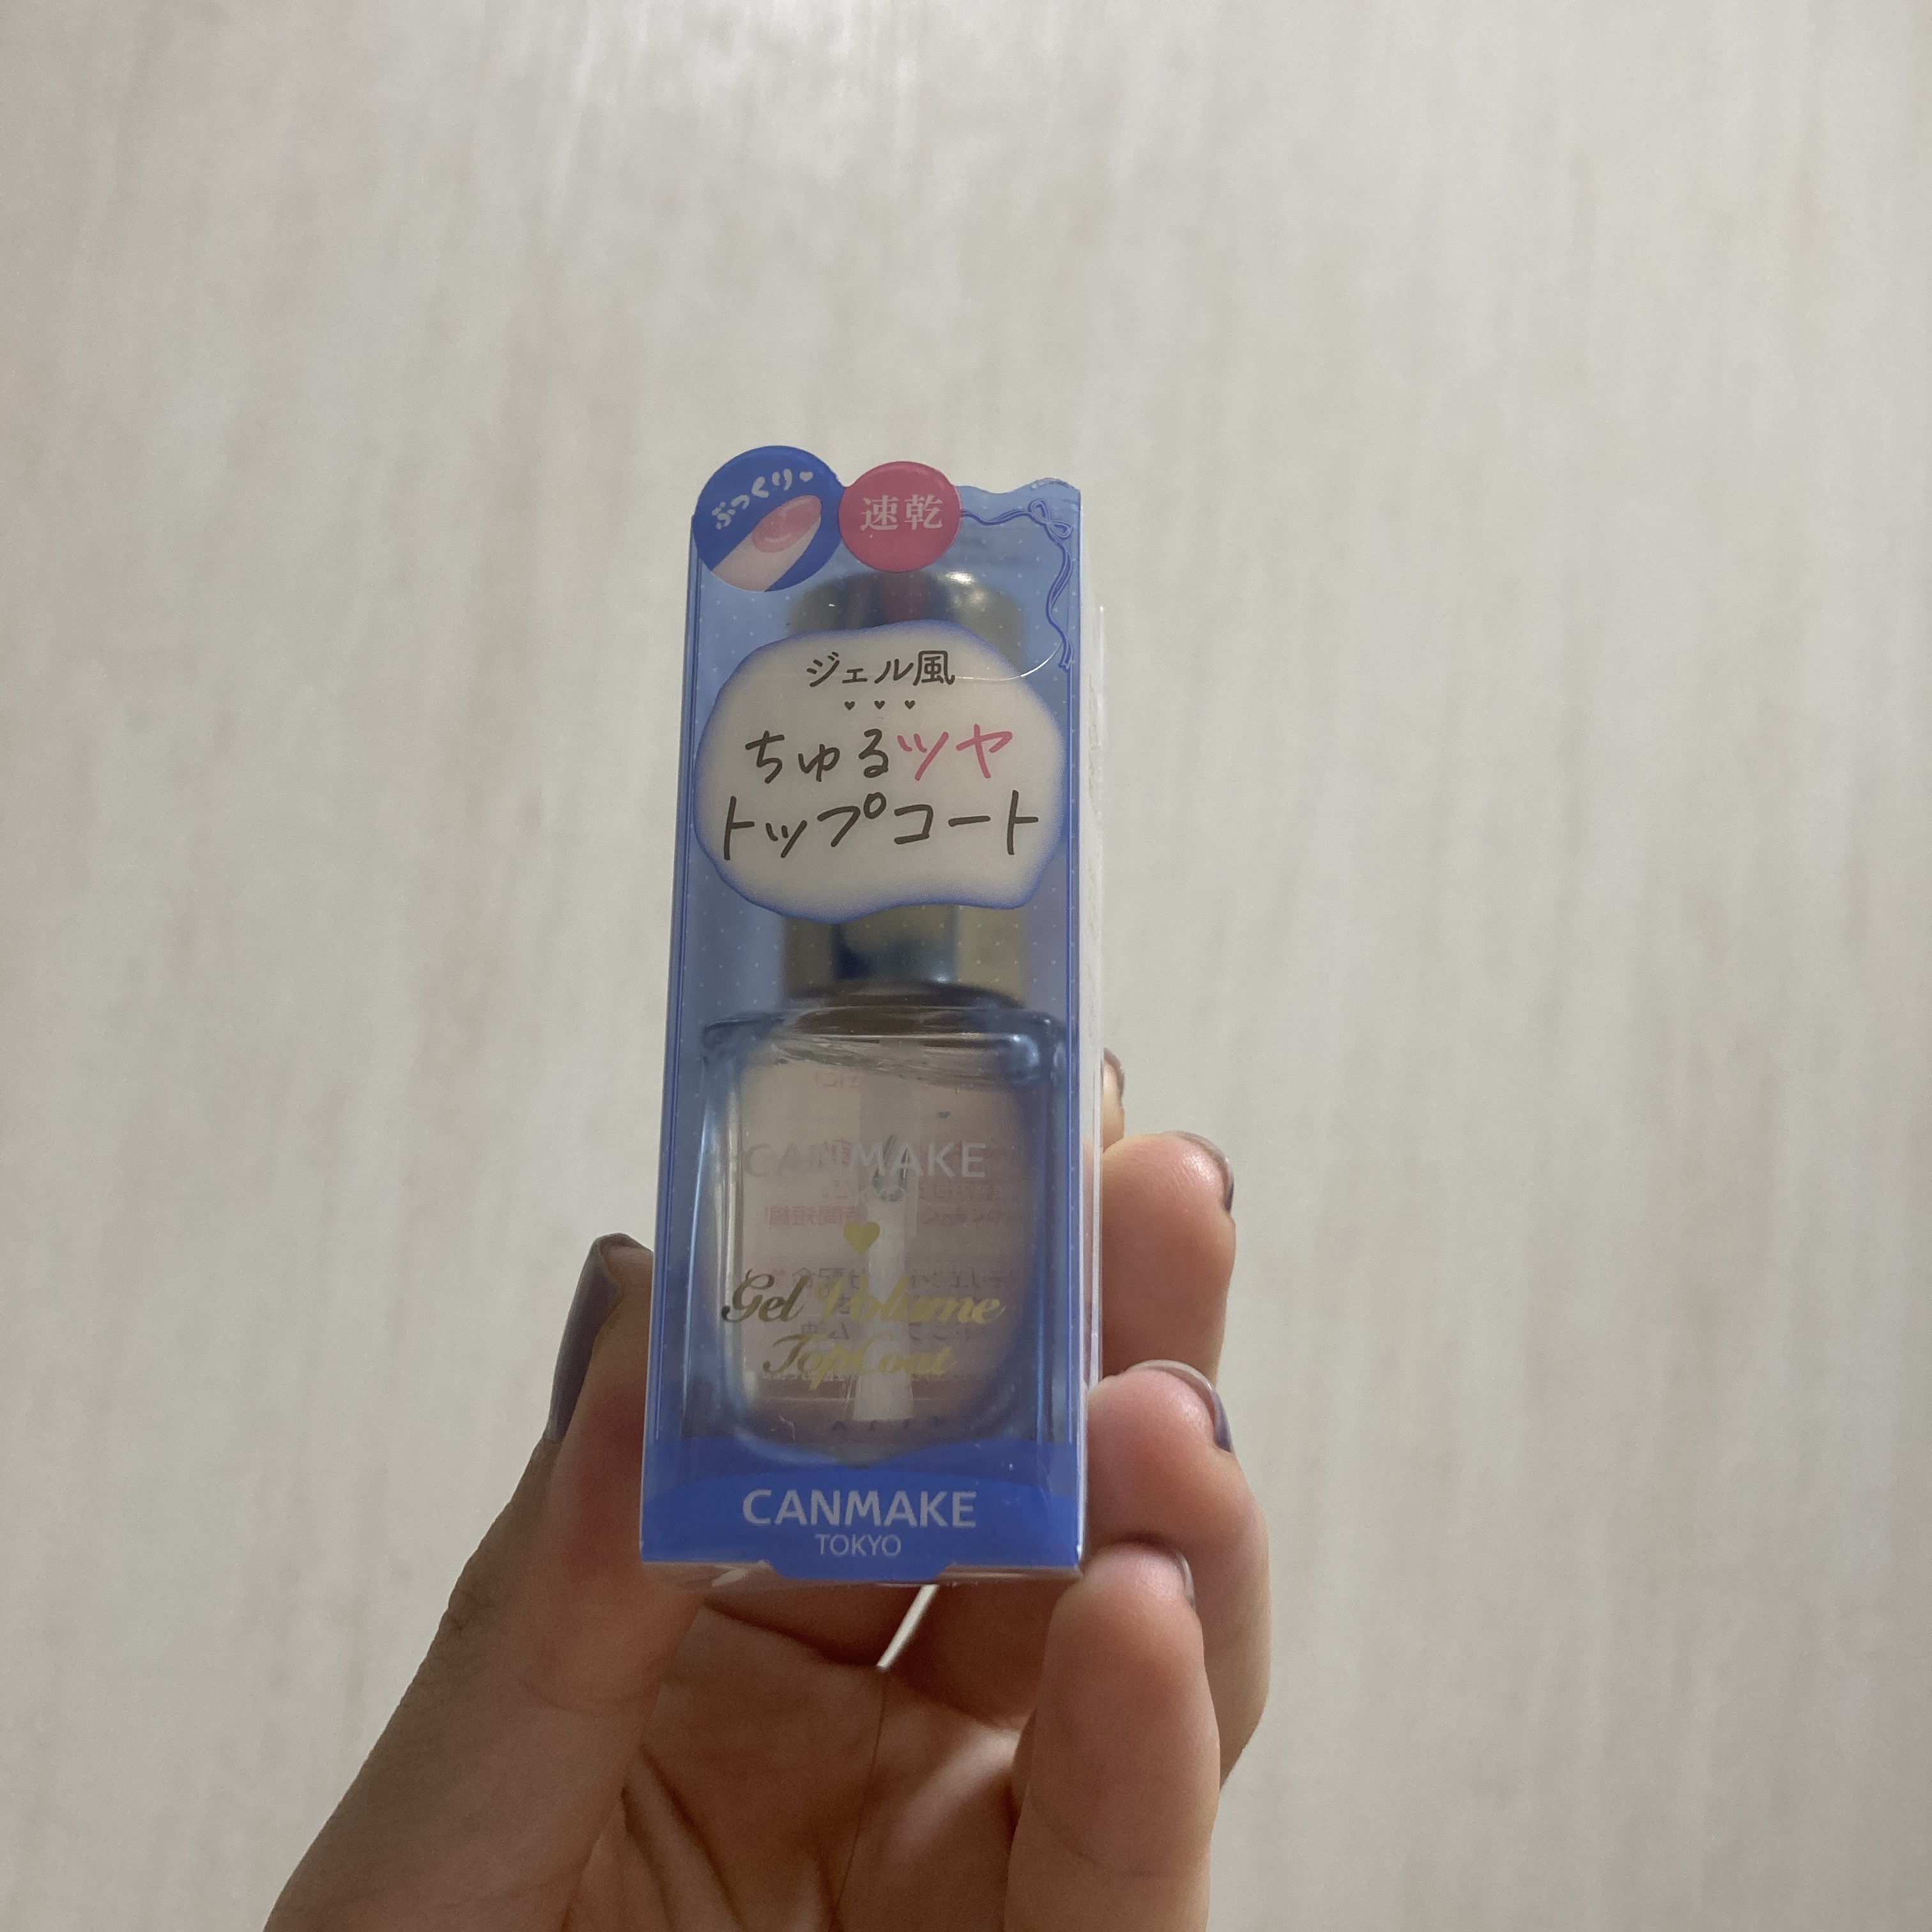 ぷっくり
速乾
ジェル風
ちゅるツヤ
トップコート
CANMAKE
Gel Volume
Top Coat
CANMAKE
TOKYO